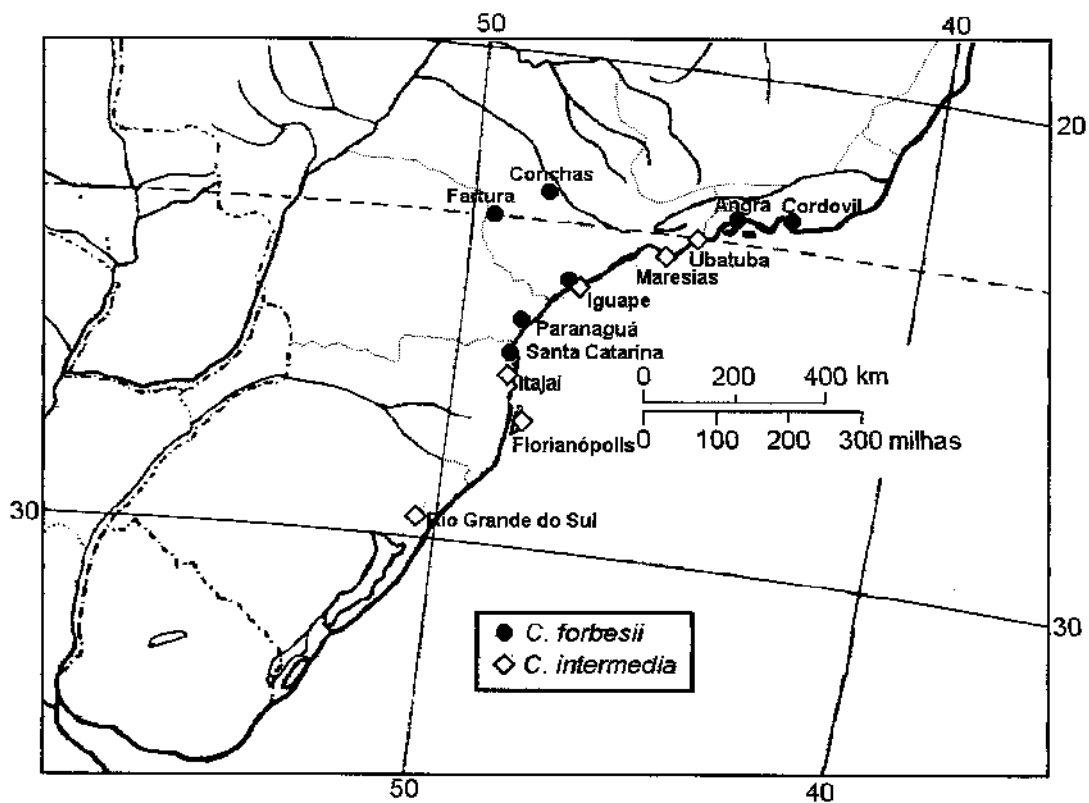 50
40
20
Conchas
Fartura
Angra
Cordovil
Ubatuba
Maresias
Iguape
Paranaguá
Santa Catarina
0 200 400 km
Itajaí
Florianópolls
0 100 200 300 milhas
30
Rio Grande do Sul
30
C. forbesii
C. intermedia
50
40